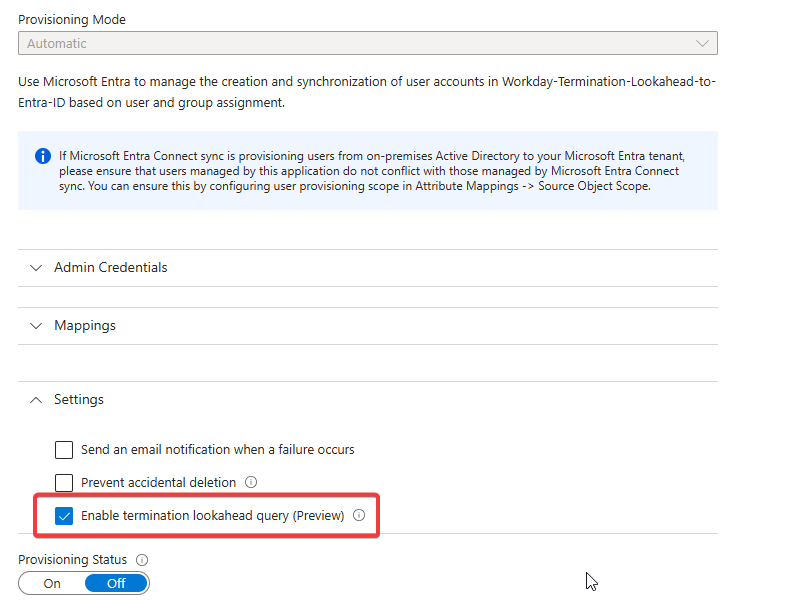 Provisioning Mode
Automatic
Use Microsoft Entra to manage the creation and synchronization of user accounts in Workday-Termination-Lookahead-to-
Entra-ID based on user and group assignment.
If Microsoft Entra Connect sync is provisioning users from on-premises Active Directory to your Microsoft Entra tenant,
please ensure that users managed by this application do not conflict with those managed by Microsoft Entra Connect
sync. You can ensure this by configuring user provisioning scope in Attribute Mappings -> Source Object Scope.
Admin Credentials
Mappings
Settings
Send an email notification when a failure occurs
Prevent accidental deletion
Enable termination lookahead query (Preview)
Provisioning Status
On Off